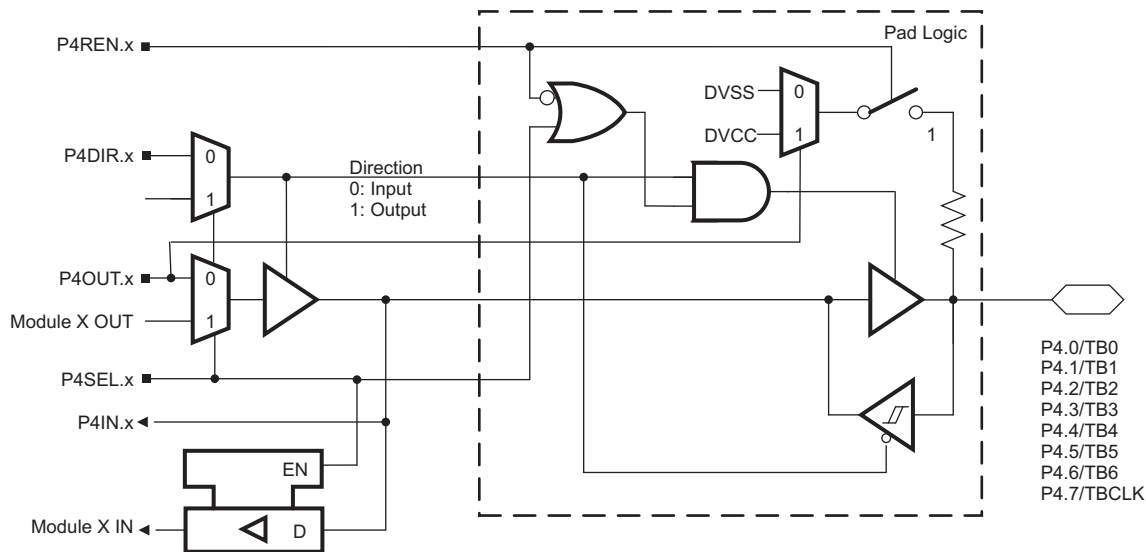 Pad Logic
P4REN.x
DVSS
0
DVCC
1
1
P4DIR.x
0
1
Direction
0: Input
1: Output
P4OUT.x
0
Module X OUT
1
P4SEL.x
P4IN.x
EN
Module X IN
D
P4.0/TB0
P4.1/TB1
P4.2/TB2
P4.3/TB3
P4.4/TB4
P4.5/TB5
P4.6/TB6
P4.7/TBCLK